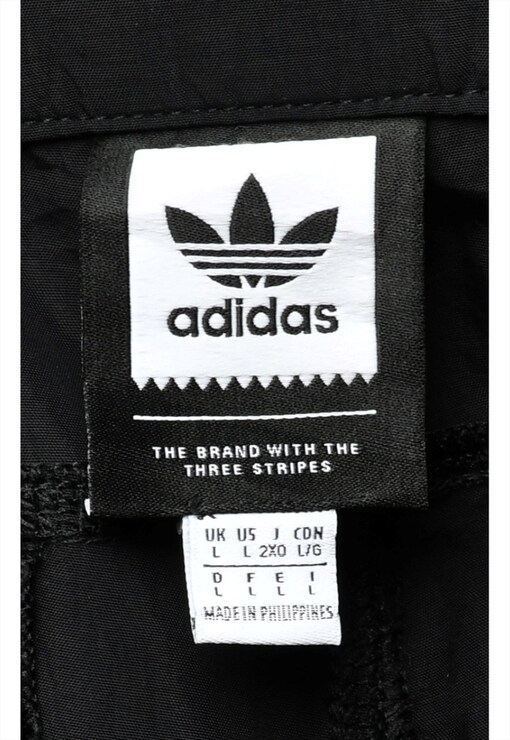 adidas
THE BRAND WITH THE
THREE STRIPES
UK US J CDN
L L 2XO L/G
D F E I
L L L L
MADE IN PHILIPPINES